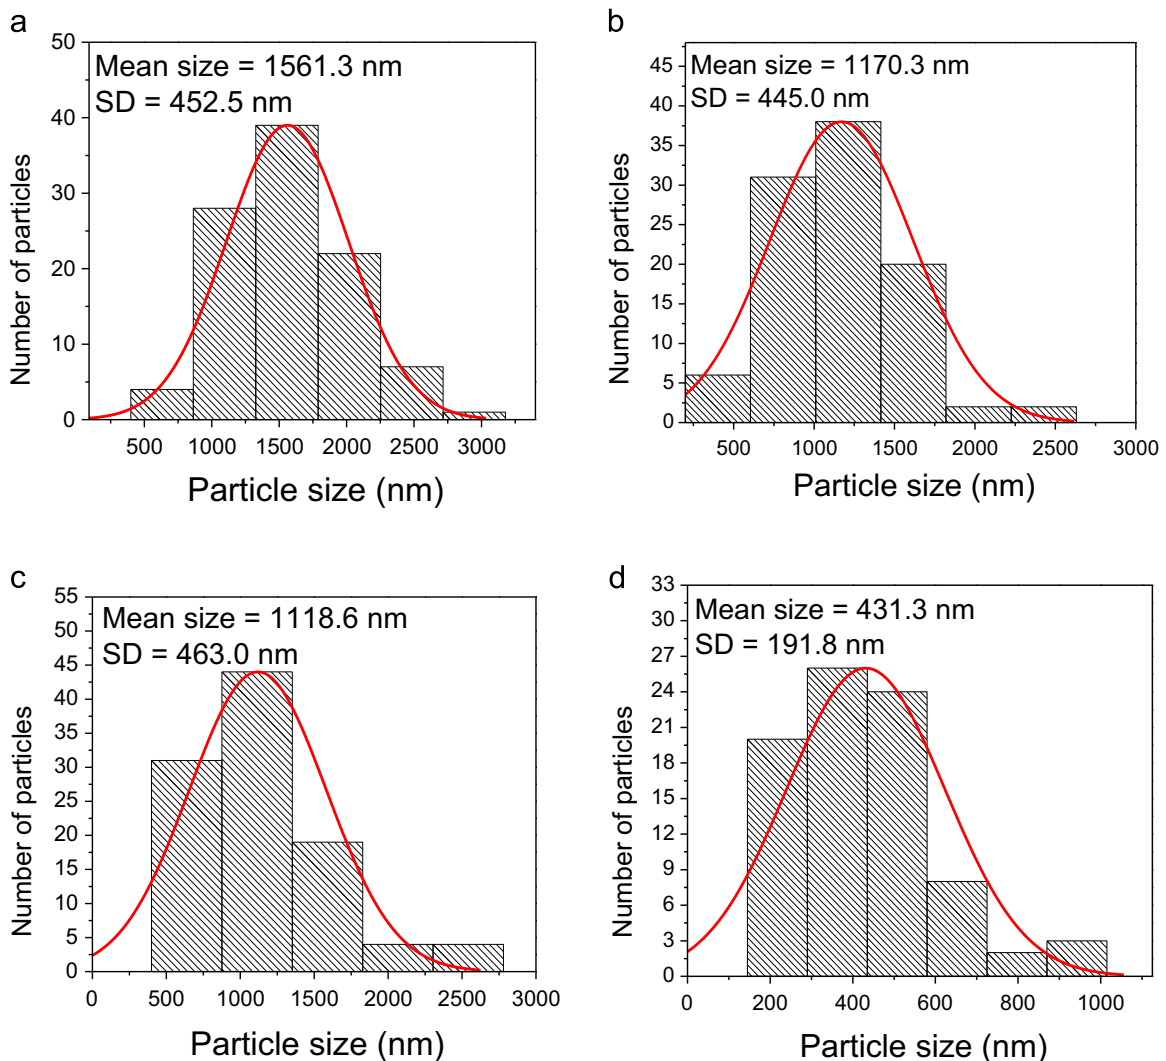 a
Mean size = 1561.3 nm
SD = 452.5 nm
Number of particles
50
40
30
20
10
0
500 1000 1500 2000 2500 3000
Particle size (nm)
b
Mean size = 1170.3 nm
SD = 445.0 nm
Number of particles
45
40
35
30
25
20
15
10
5
0
500 1000 1500 2000 2500 3000
Particle size (nm)
c
Mean size = 1118.6 nm
SD = 463.0 nm
Number of particles
55
50
45
40
35
30
25
20
15
10
5
0
0 500 1000 1500 2000 2500 3000
Particle size (nm)
d
Mean size = 431.3 nm
SD = 191.8 nm
Number of particles
33
30
27
24
21
18
15
12
9
6
3
0
0 200 400 600 800 1000
Particle size (nm)